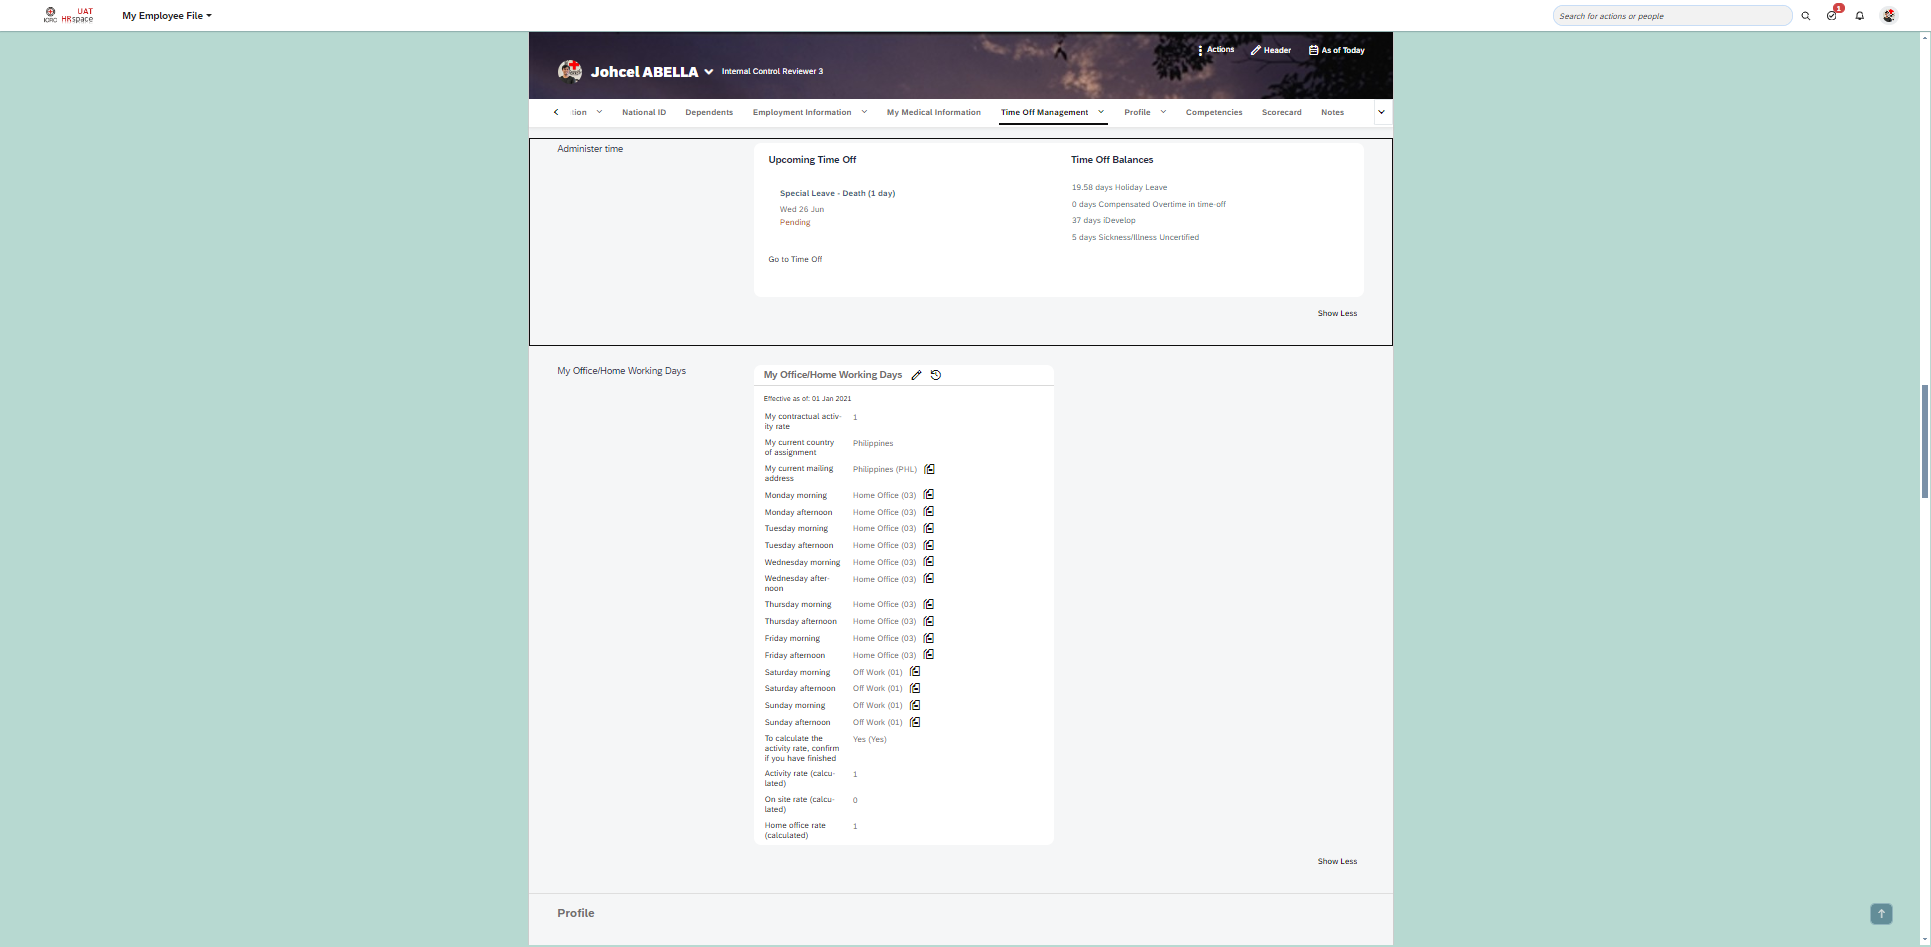 ICRC
UAT
HRspace
My Employee File
Search for actions or people
1
Johcel ABELLA
Internal Control Reviewer 3
Actions
Header
As of Today
tion
National ID
Dependents
Employment Information
My Medical Information
Time Off Management
Profile
Competencies
Scorecard
Notes
Administer time
Upcoming Time Off
Special Leave - Death (1 day)
Wed 26 Jun
Pending
Go to Time Off
Time Off Balances
19.58 days Holiday Leave
0 days Compensated Overtime in time-off
37 days iDevelop
5 days Sickness/Illness Uncertified
Show Less
My Office/Home Working Days
My Office/Home Working Days
Effective as of: 01 Jan 2021
My contractual activ-
ity rate
1
My current country
of assignment
Philippines
My current mailing
address
Philippines (PHL)
Monday morning
Home Office (03)
Monday afternoon
Home Office (03)
Tuesday morning
Home Office (03)
Tuesday afternoon
Home Office (03)
Wednesday morning
Home Office (03)
Wednesday after-
noon
Home Office (03)
Thursday morning
Home Office (03)
Thursday afternoon
Home Office (03)
Friday morning
Home Office (03)
Friday afternoon
Home Office (03)
Saturday morning
Off Work (01)
Saturday afternoon
Off Work (01)
Sunday morning
Off Work (01)
Sunday afternoon
Off Work (01)
To calculate the
activity rate, confirm
if you have finished
Yes (Yes)
Activity rate (calcu-
lated)
1
On site rate (calcu-
lated)
0
Home office rate
(calculated)
1
Show Less
Profile